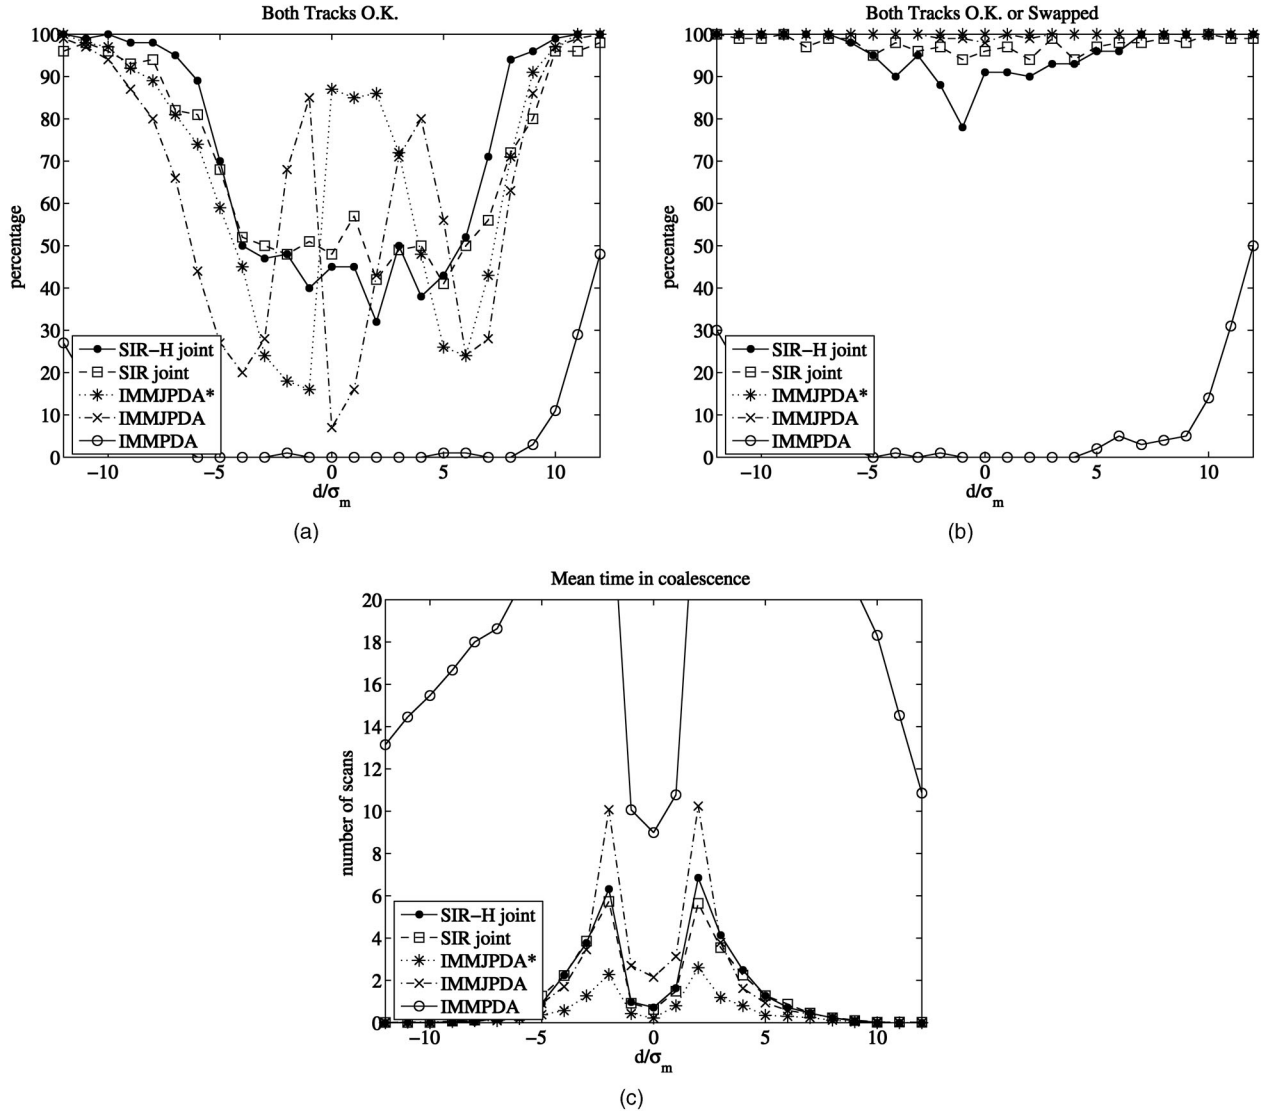 Both Tracks O.K.
percentage
100
90
80
70
60
50
40
30
20
10
0
SIR−H joint
SIR joint
IMMJPDA*
IMMJPDA
IMMPDA
−10
−5
0
5
10
d/σm
(a)
Both Tracks O.K. or Swapped
percentage
100
90
80
70
60
50
40
30
20
10
0
SIR−H joint
SIR joint
IMMJPDA*
IMMJPDA
IMMPDA
−10
−5
0
5
10
d/σm
(b)
Mean time in coalescence
number of scans
20
18
16
14
12
10
8
6
4
2
0
SIR−H joint
SIR joint
IMMJPDA*
IMMJPDA
IMMPDA
−10
−5
0
5
10
d/σm
(c)